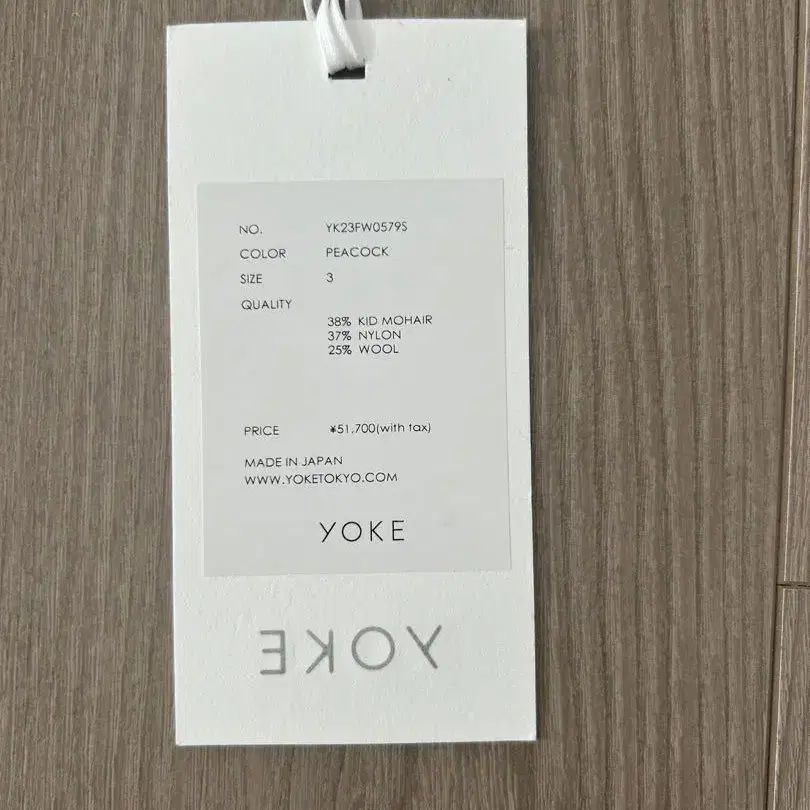 NO. YK23FW0579S
COLOR PEACOCK
SIZE 3
QUALITY
38% KID MOHAIR
37% NYLON
25% WOOL
PRICE ¥51,700(with tax)
MADE IN JAPAN
WWW.YOKETOKYO.COM
YOKE
YOKE